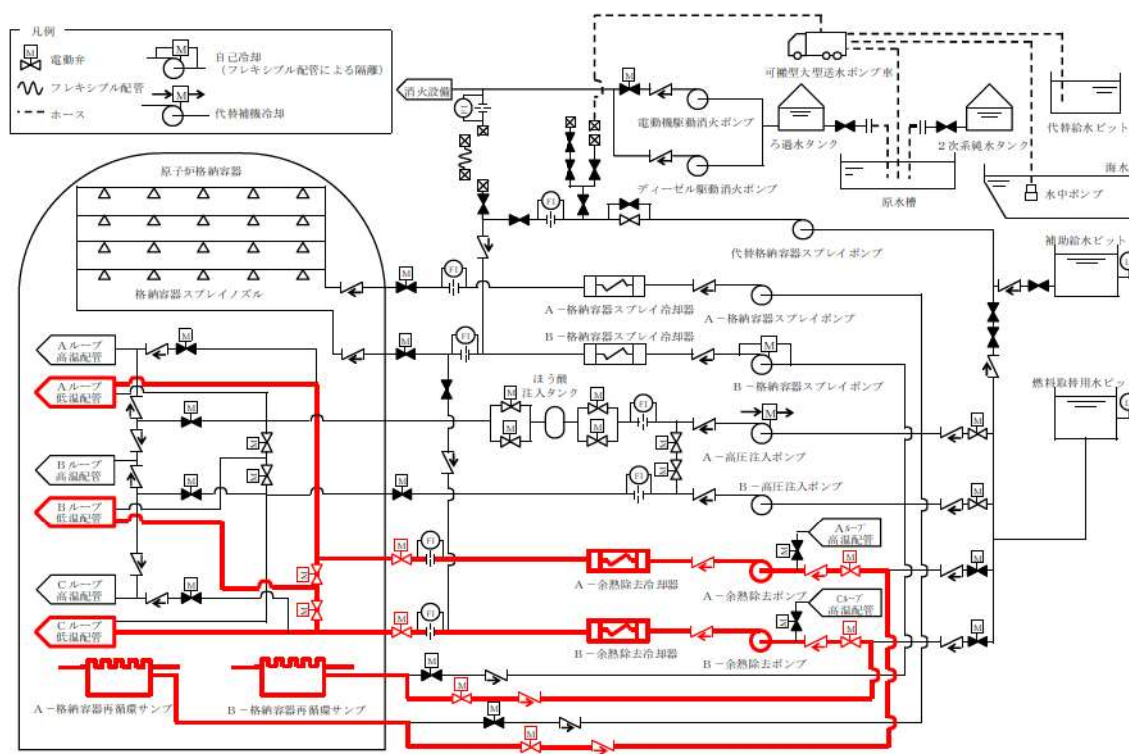 凡例
M
電動弁
フレキシブル配管
ホース
M
自己冷却
（フレキシブル配管による隔離）
M
代替補機冷却
消火設備
M
電動機駆動消火ポンプ
ディーゼル駆動消火ポンプ
可搬型大型送水ポンプ車
ろ過水タンク
2次系純水タンク
原水槽
代替給水ピット
海水
水中ポンプ
原子炉格納容器
格納容器スプレイノズル
FI
代替格納容器スプレイポンプ
補助給水ピット
M
FI
A－格納容器スプレイ冷却器
A－格納容器スプレイポンプ
B－格納容器スプレイ冷却器
M
FI
M
B－格納容器スプレイポンプ
燃料取替用水ピット
Aループ
高温配管
M
Aループ
低温配管
ほう酸
注入タンク
M
M
M
M
M
FI
M
A－高圧注入ポンプ
M
Bループ
高温配管
M
M
M
M
M
M
FI
B－高圧注入ポンプ
M
Bループ
低温配管
Aループ
高温配管
M
M
FI
A－余熱除去冷却器
A－余熱除去ポンプ
M
M
M
Cループ
高温配管
M
M
Cループ
高温配管
Cループ
低温配管
M
FI
B－余熱除去冷却器
B－余熱除去ポンプ
M
M
M
M
M
A－格納容器再循環サンプ
B－格納容器再循環サンプ
M
M